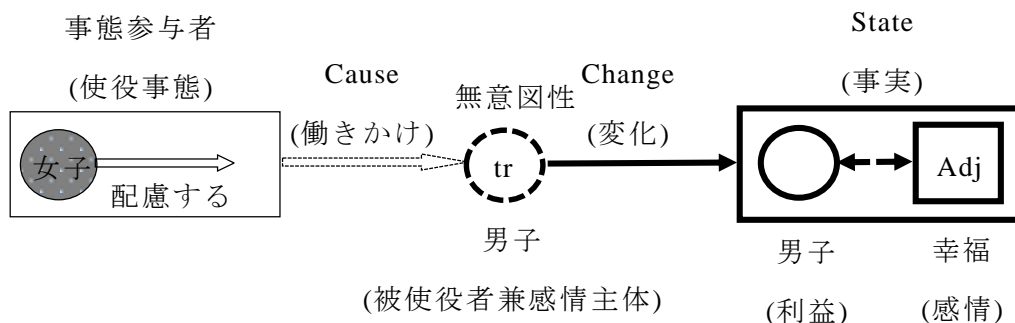 事態参与者
(使役事態)
女子
配慮する
Cause
(働きかけ)
無意図性
tr
男子
(被使役者兼感情主体)
Change
(変化)
State
(事実)
Adj
男子
(利益)
幸福
(感情)